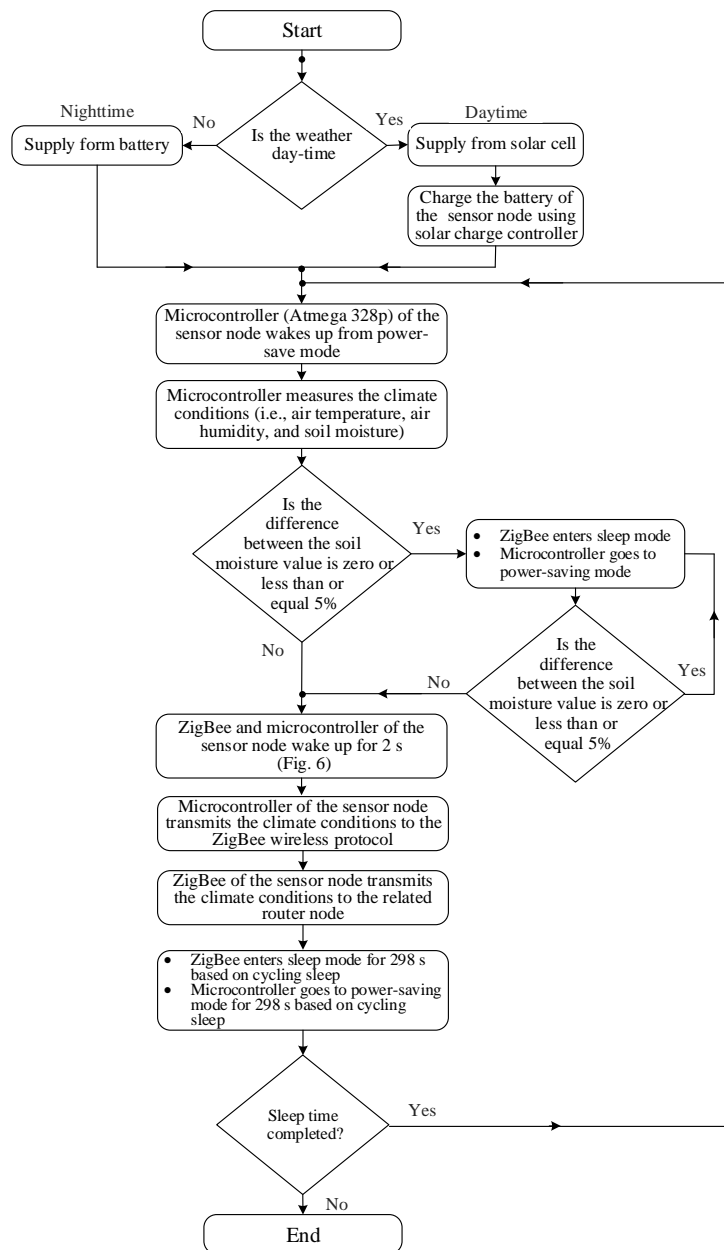 Start
Nighttime
No
Is the weather
day-time
Yes
Daytime
Supply form battery
Supply from solar cell
Charge the battery of
the sensor node using
solar charge controller
Microcontroller (Atmega 328p) of the
sensor node wakes up from power-
save mode
Microcontroller measures the climate
conditions (i.e., air temperature, air
humidity, and soil moisture)
Is the
difference
between the soil
moisture value is zero or
less than or
equal 5%
Yes
• ZigBee enters sleep mode
• Microcontroller goes to
power-saving mode
No
Is the
difference
between the soil
moisture value is zero or
less than or
equal 5%
Yes
No
ZigBee and microcontroller of the
sensor node wake up for 2 s
(Fig. 6)
Microcontroller of the sensor node
transmits the climate conditions to the
ZigBee wireless protocol
ZigBee of the sensor node transmits
the climate conditions to the related
router node
• ZigBee enters sleep mode for 298 s
based on cycling sleep
• Microcontroller goes to power-saving
mode for 298 s based on cycling
sleep
Sleep time
completed?
Yes
No
End